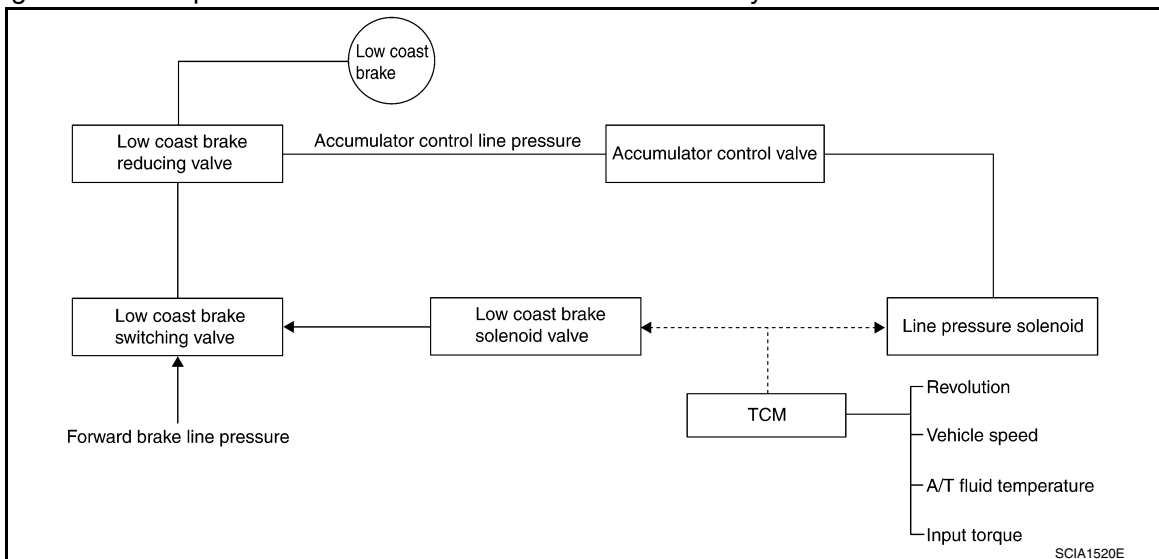 Low coast
brake
Low coast brake
reducing valve
Accumulator control line pressure
Accumulator control valve
Low coast brake
switching valve
Low coast brake
solenoid valve
Line pressure solenoid
Forward brake line pressure
TCM
Revolution
Vehicle speed
A/T fluid temperature
Input torque
SCIA1520E